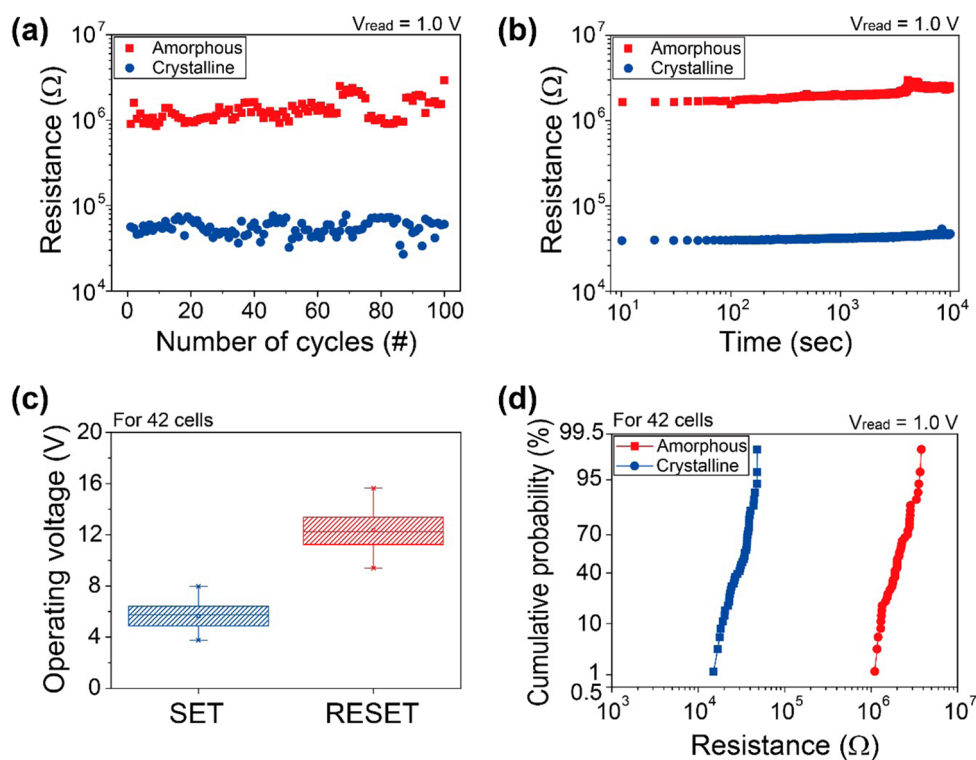 (a)
V_read = 1.0 V
Resistance (Ω)
10^7
10^6
10^5
10^4
Amorphous
Crystalline
0 20 40 60 80 100
Number of cycles (#)
(b)
V_read = 1.0 V
Resistance (Ω)
10^7
10^6
10^5
10^4
Amorphous
Crystalline
10^1 10^2 10^3 10^4
Time (sec)
(c)
For 42 cells
Operating voltage (V)
20
16
12
8
4
0
SET RESET
(d)
For 42 cells V_read = 1.0 V
Cumulative probability (%)
99.5
95
70
40
10
1
0.5
Amorphous
Crystalline
10^3 10^4 10^5 10^6 10^7
Resistance (Ω)